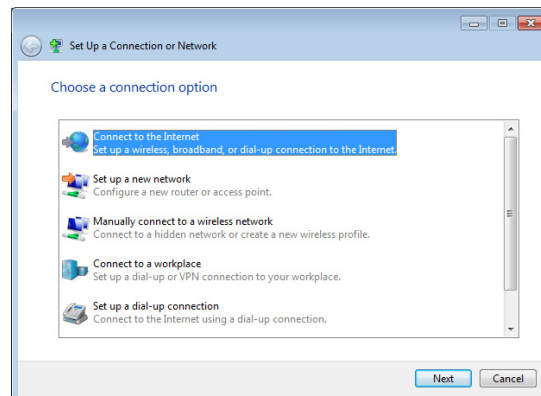 Set Up a Connection or Network
Choose a connection option
Connect to the Internet
Set up a wireless, broadband, or dial-up connection to the Internet.
Set up a new network
Configure a new router or access point.
Manually connect to a wireless network
Connect to a hidden network or create a new wireless profile.
Connect to a workplace
Set up a dial-up or VPN connection to your workplace.
Set up a dial-up connection
Connect to the Internet using a dial-up connection.
Next Cancel